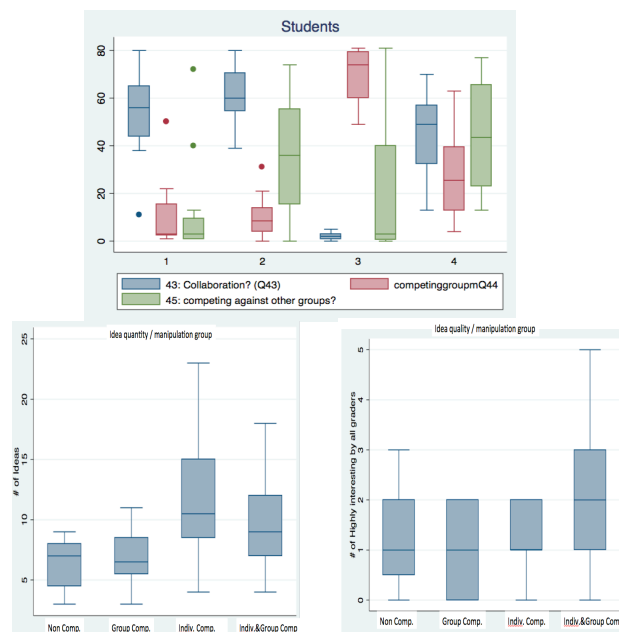 Students
80
60
40
20
0
1 2 3 4
43: Collaboration? (Q43) competinggroupmQ44
45: competing against other groups?
Idea quantity / manipulation group
25
20
15
10
5
# of Ideas
Non Comp. Group Comp. Indiv. Comp. Indiv.&Group Comp
Idea quality / manipulation group
5
4
3
2
1
0
# of Highly interesting by all graders
Non Comp. Group Comp. Indiv. Comp. Indiv.&Group Comp